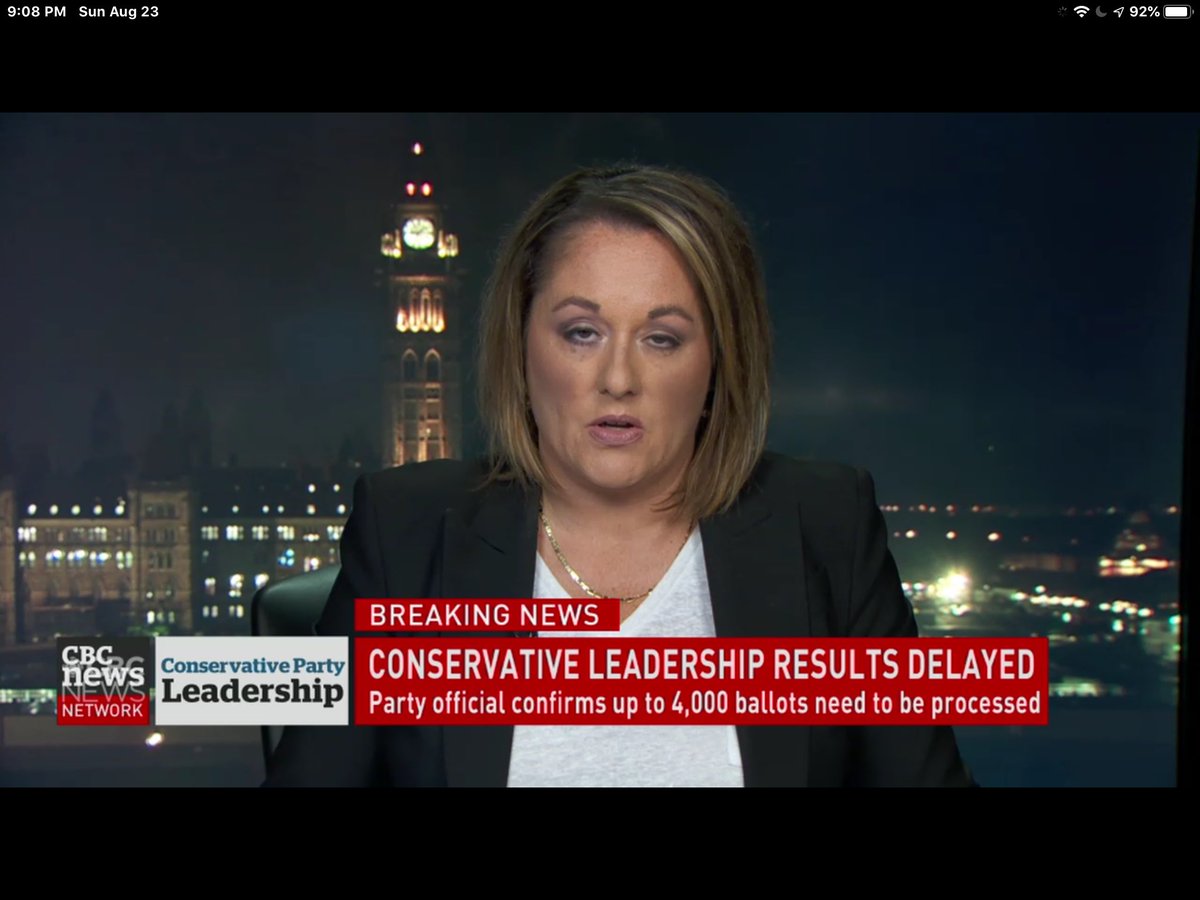 9:08 PM Sun Aug 23
92%
BREAKING NEWS
CBC
news
NEWS
NETWORK
Conservative Party
Leadership
CONSERVATIVE LEADERSHIP RESULTS DELAYED
Party official confirms up to 4,000 ballots need to be processed